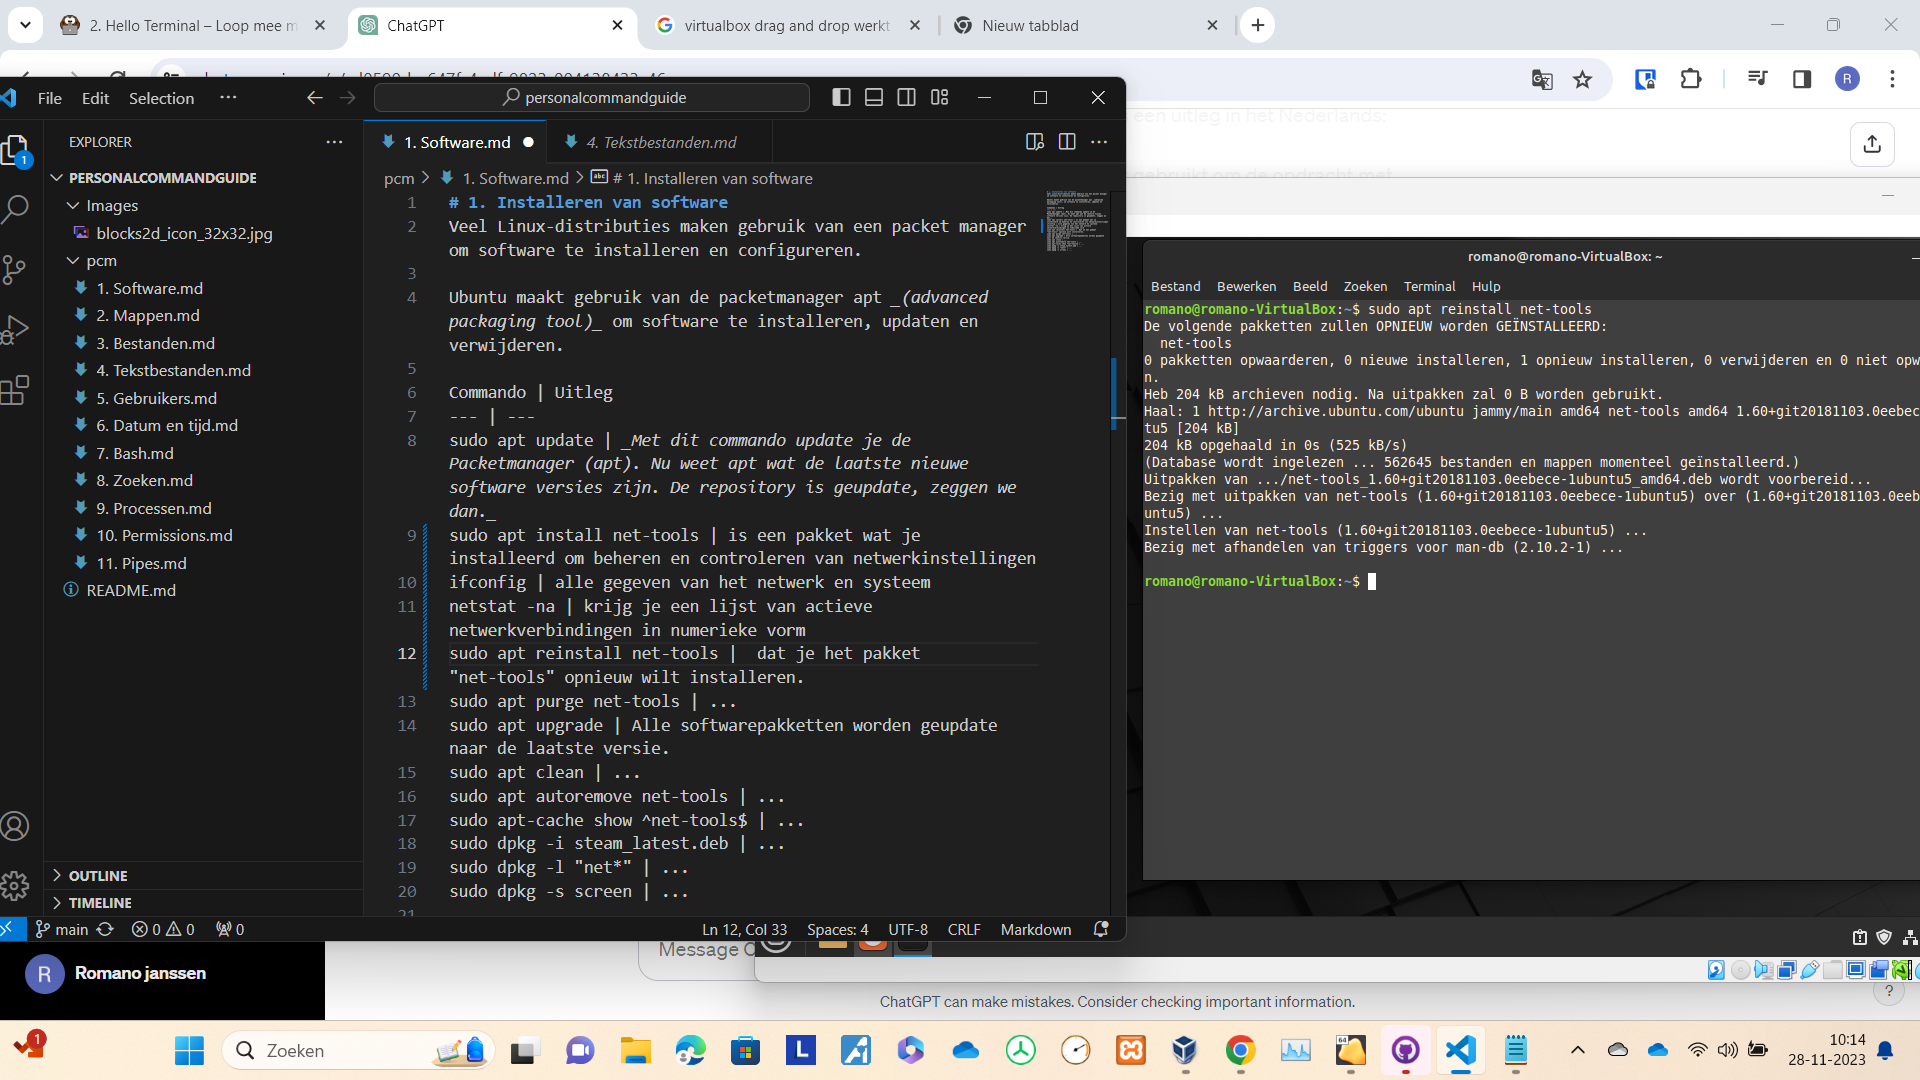 2. Hello Terminal – Loop mee m
ChatGPT
virtualbox drag and drop werkt
Nieuw tabblad
R
File Edit Selection ···
personalcommandguide
een uitleg in het Nederlands:
gebruikt om de opdracht met
EXPLORER
1
PERSONALCOMMANDGUIDE
Images
blocks2d_icon_32x32.jpg
pcm
1. Software.md
2. Mappen.md
3. Bestanden.md
4. Tekstbestanden.md
5. Gebruikers.md
6. Datum en tijd.md
7. Bash.md
8. Zoeken.md
9. Processen.md
10. Permissions.md
11. Pipes.md
README.md
OUTLINE
TIMELINE
1. Software.md
4. Tekstbestanden.md
pcm > 1. Software.md > abc # 1. Installeren van software
1 # 1. Installeren van software
2 Veel Linux-distributies maken gebruik van een packet manager
om software te installeren en configureren.
3
4 Ubuntu maakt gebruik van de packetmanager apt _(advanced
packaging tool)_ om software te installeren, updaten en
verwijderen.
5
6 Commando | Uitleg
7 --- | ---
8 sudo apt update | _Met dit commando update je de
Packetmanager (apt). Nu weet apt wat de laatste nieuwe
software versies zijn. De repository is geupdate, zeggen we
dan._
9 sudo apt install net-tools | is een pakket wat je
installeerd om beheren en controleren van netwerkinstellingen
10 ifconfig | alle gegeven van het netwerk en systeem
11 netstat -na | krijg je een lijst van actieve
netwerkverbindingen in numerieke vorm
12 sudo apt reinstall net-tools |  dat je het pakket
"net-tools" opnieuw wilt installeren.
13 sudo apt purge net-tools | ...
14 sudo apt upgrade | Alle softwarepakketten worden geupdate
naar de laatste versie.
15 sudo apt clean | ...
16 sudo apt autoremove net-tools | ...
17 sudo apt-cache show ^net-tools$ | ...
18 sudo dpkg -i steam_latest.deb | ...
19 sudo dpkg -l "net*" | ...
20 sudo dpkg -s screen | ...
21
main 0 0 0 Ln 12, Col 33 Spaces: 4 UTF-8 CRLF Markdown
romano@romano-VirtualBox: ~
Bestand Bewerken Beeld Zoeken Terminal Hulp
romano@romano-VirtualBox:~$ sudo apt reinstall net-tools
De volgende pakketten zullen OPNIEUW worden GEÏNSTALLEERD:
net-tools
0 pakketten opwaarderen, 0 nieuwe installeren, 1 opnieuw installeren, 0 verwijderen en 0 niet opw
n.
Heb 204 kB archieven nodig. Na uitpakken zal 0 B worden gebruikt.
Haal: 1 http://archive.ubuntu.com/ubuntu jammy/main amd64 net-tools amd64 1.60+git20181103.0eebec
tu5 [204 kB]
204 kB opgehaald in 0s (525 kB/s)
(Database wordt ingelezen ... 562645 bestanden en mappen momenteel geïnstalleerd.)
Uitpakken van .../net-tools_1.60+git20181103.0eebece-1ubuntu5_amd64.deb wordt voorbereid...
Bezig met uitpakken van net-tools (1.60+git20181103.0eebece-1ubuntu5) over (1.60+git20181103.0eeb
untu5) ...
Instellen van net-tools (1.60+git20181103.0eebece-1ubuntu5) ...
Bezig met afhandelen van triggers voor man-db (2.10.2-1) ...
romano@romano-VirtualBox:~$
R Romano janssen
Message C
ChatGPT can make mistakes. Consider checking important information.
?
1
Zoeken
L
64
10:14
28-11-2023